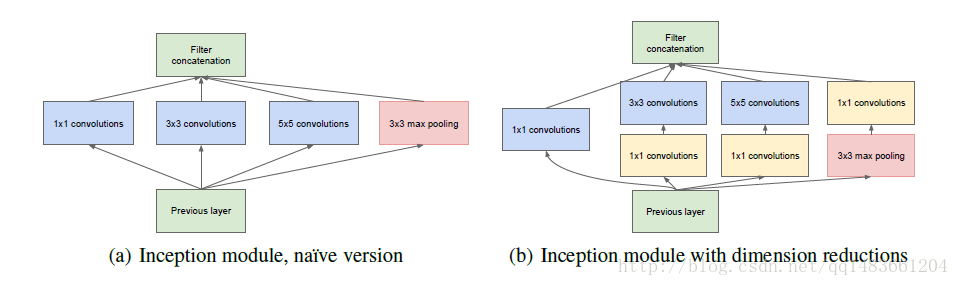 Filter
concatenation
1x1 convolutions
3x3 convolutions
5x5 convolutions
3x3 max pooling
Previous layer
(a) Inception module, naïve version
Filter
concatenation
3x3 convolutions
5x5 convolutions
1x1 convolutions
1x1 convolutions
1x1 convolutions
1x1 convolutions
3x3 max pooling
Previous layer
(b) Inception module with dimension reductions
http://blog.csdn.net/qq1483661204